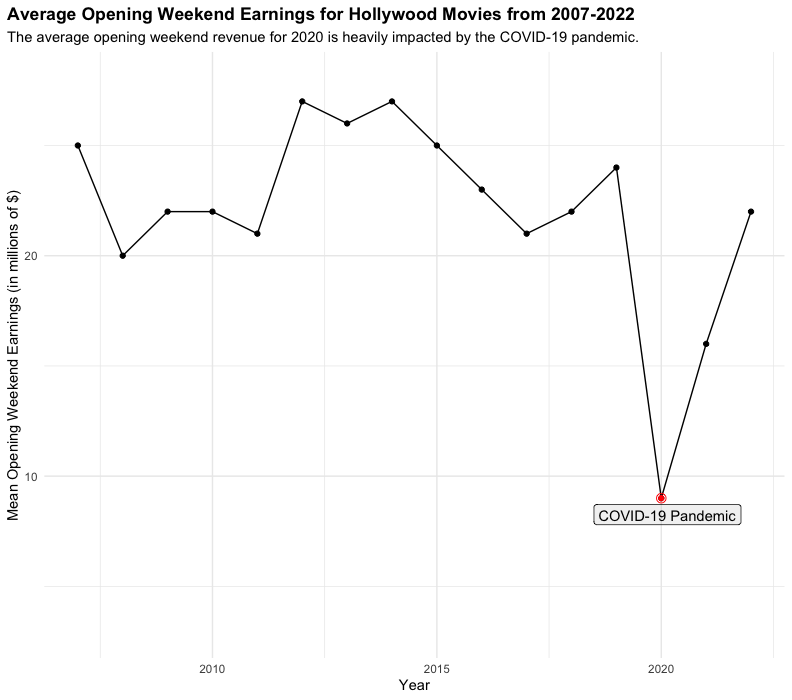 Average Opening Weekend Earnings for Hollywood Movies from 2007-2022
The average opening weekend revenue for 2020 is heavily impacted by the COVID-19 pandemic.
Mean Opening Weekend Earnings (in millions of $)
20
10
COVID-19 Pandemic
2010
2015
2020
Year